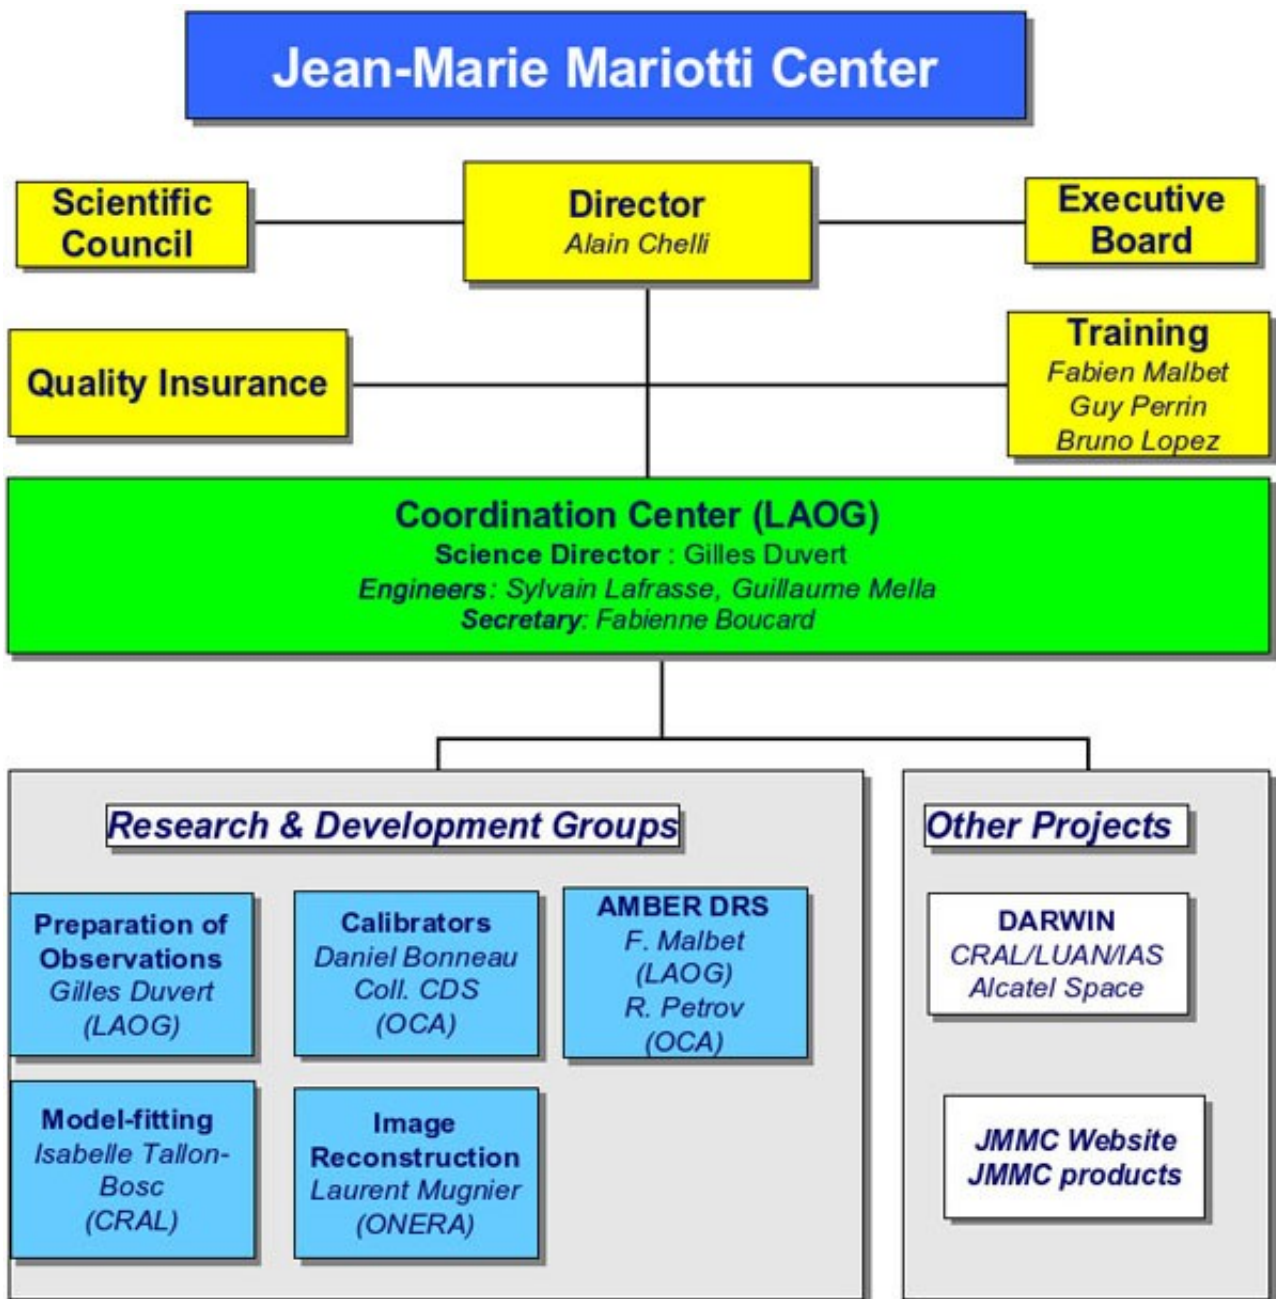 Jean-Marie Mariotti Center
Scientific
Council
Director
Alain Chelli
Executive
Board
Quality Insurance
Training
Fabien Malbet
Guy Perrin
Bruno Lopez
Coordination Center (LAOG)
Science Director : Gilles Duvert
Engineers: Sylvain Lafrasse, Guillaume Mella
Secretary: Fabienne Boucard
Research & Development Groups
Preparation of
Observations
Gilles Duvert
(LAOG)
Calibrators
Daniel Bonneau
Coll. CDS
(OCA)
AMBER DRS
F. Malbet
(LAOG)
R. Petrov
(OCA)
Model-fitting
Isabelle Tallon-
Bosc
(CRAL)
Image
Reconstruction
Laurent Mugnier
(ONERA)
Other Projects
DARWIN
CRAL/LUAN/IAS
Alcatel Space
JMMC Website
JMMC products